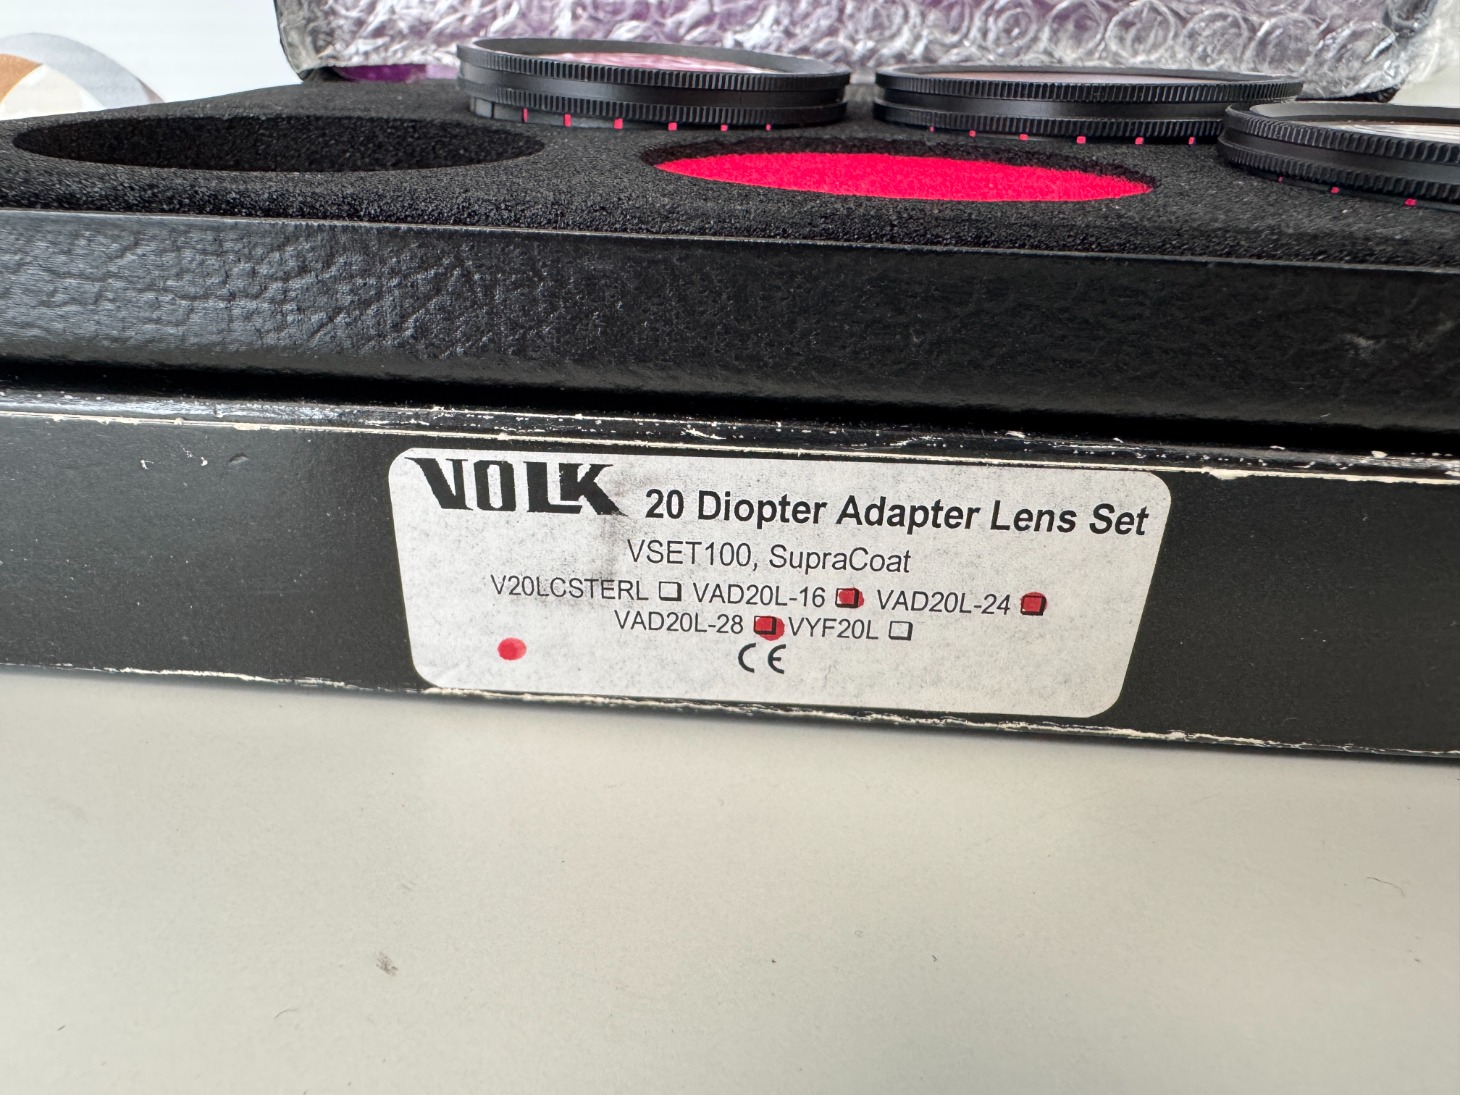 VOLK 20 Diopter Adapter Lens Set
VSET100, SupraCoat
V20LCSTERL ☐ VAD20L-16 ☐ VAD20L-24 ☐
VAD20L-28 ☐ VYF20L ☐
CE